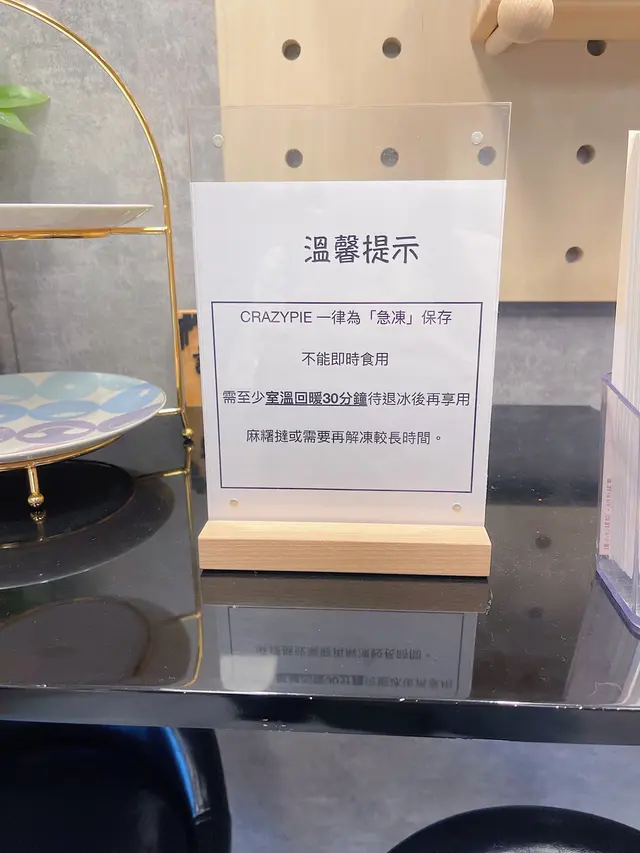 溫馨提示
CRAZYPIE 一律為「急凍」保存
不能即時食用
需至少室溫回暖30分鐘待退冰後再享用
麻糬撻或需要再解凍較長時間。